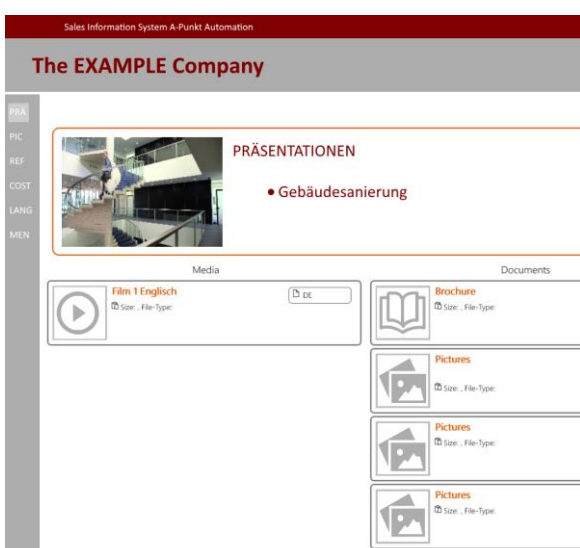 Sales Information System A-Punkt Automation
The EXAMPLE Company
PRÄ
PIC
REF
COST
LANG
MEN
PRÄSENTATIONEN
• Gebäudesanierung
Media
Film 1 Englisch
Size: , File-Type:
DE
Documents
Brochure
Size: , File-Type:
Pictures
Size: , File-Type:
Pictures
Size: , File-Type:
Pictures
Size: , File-Type: